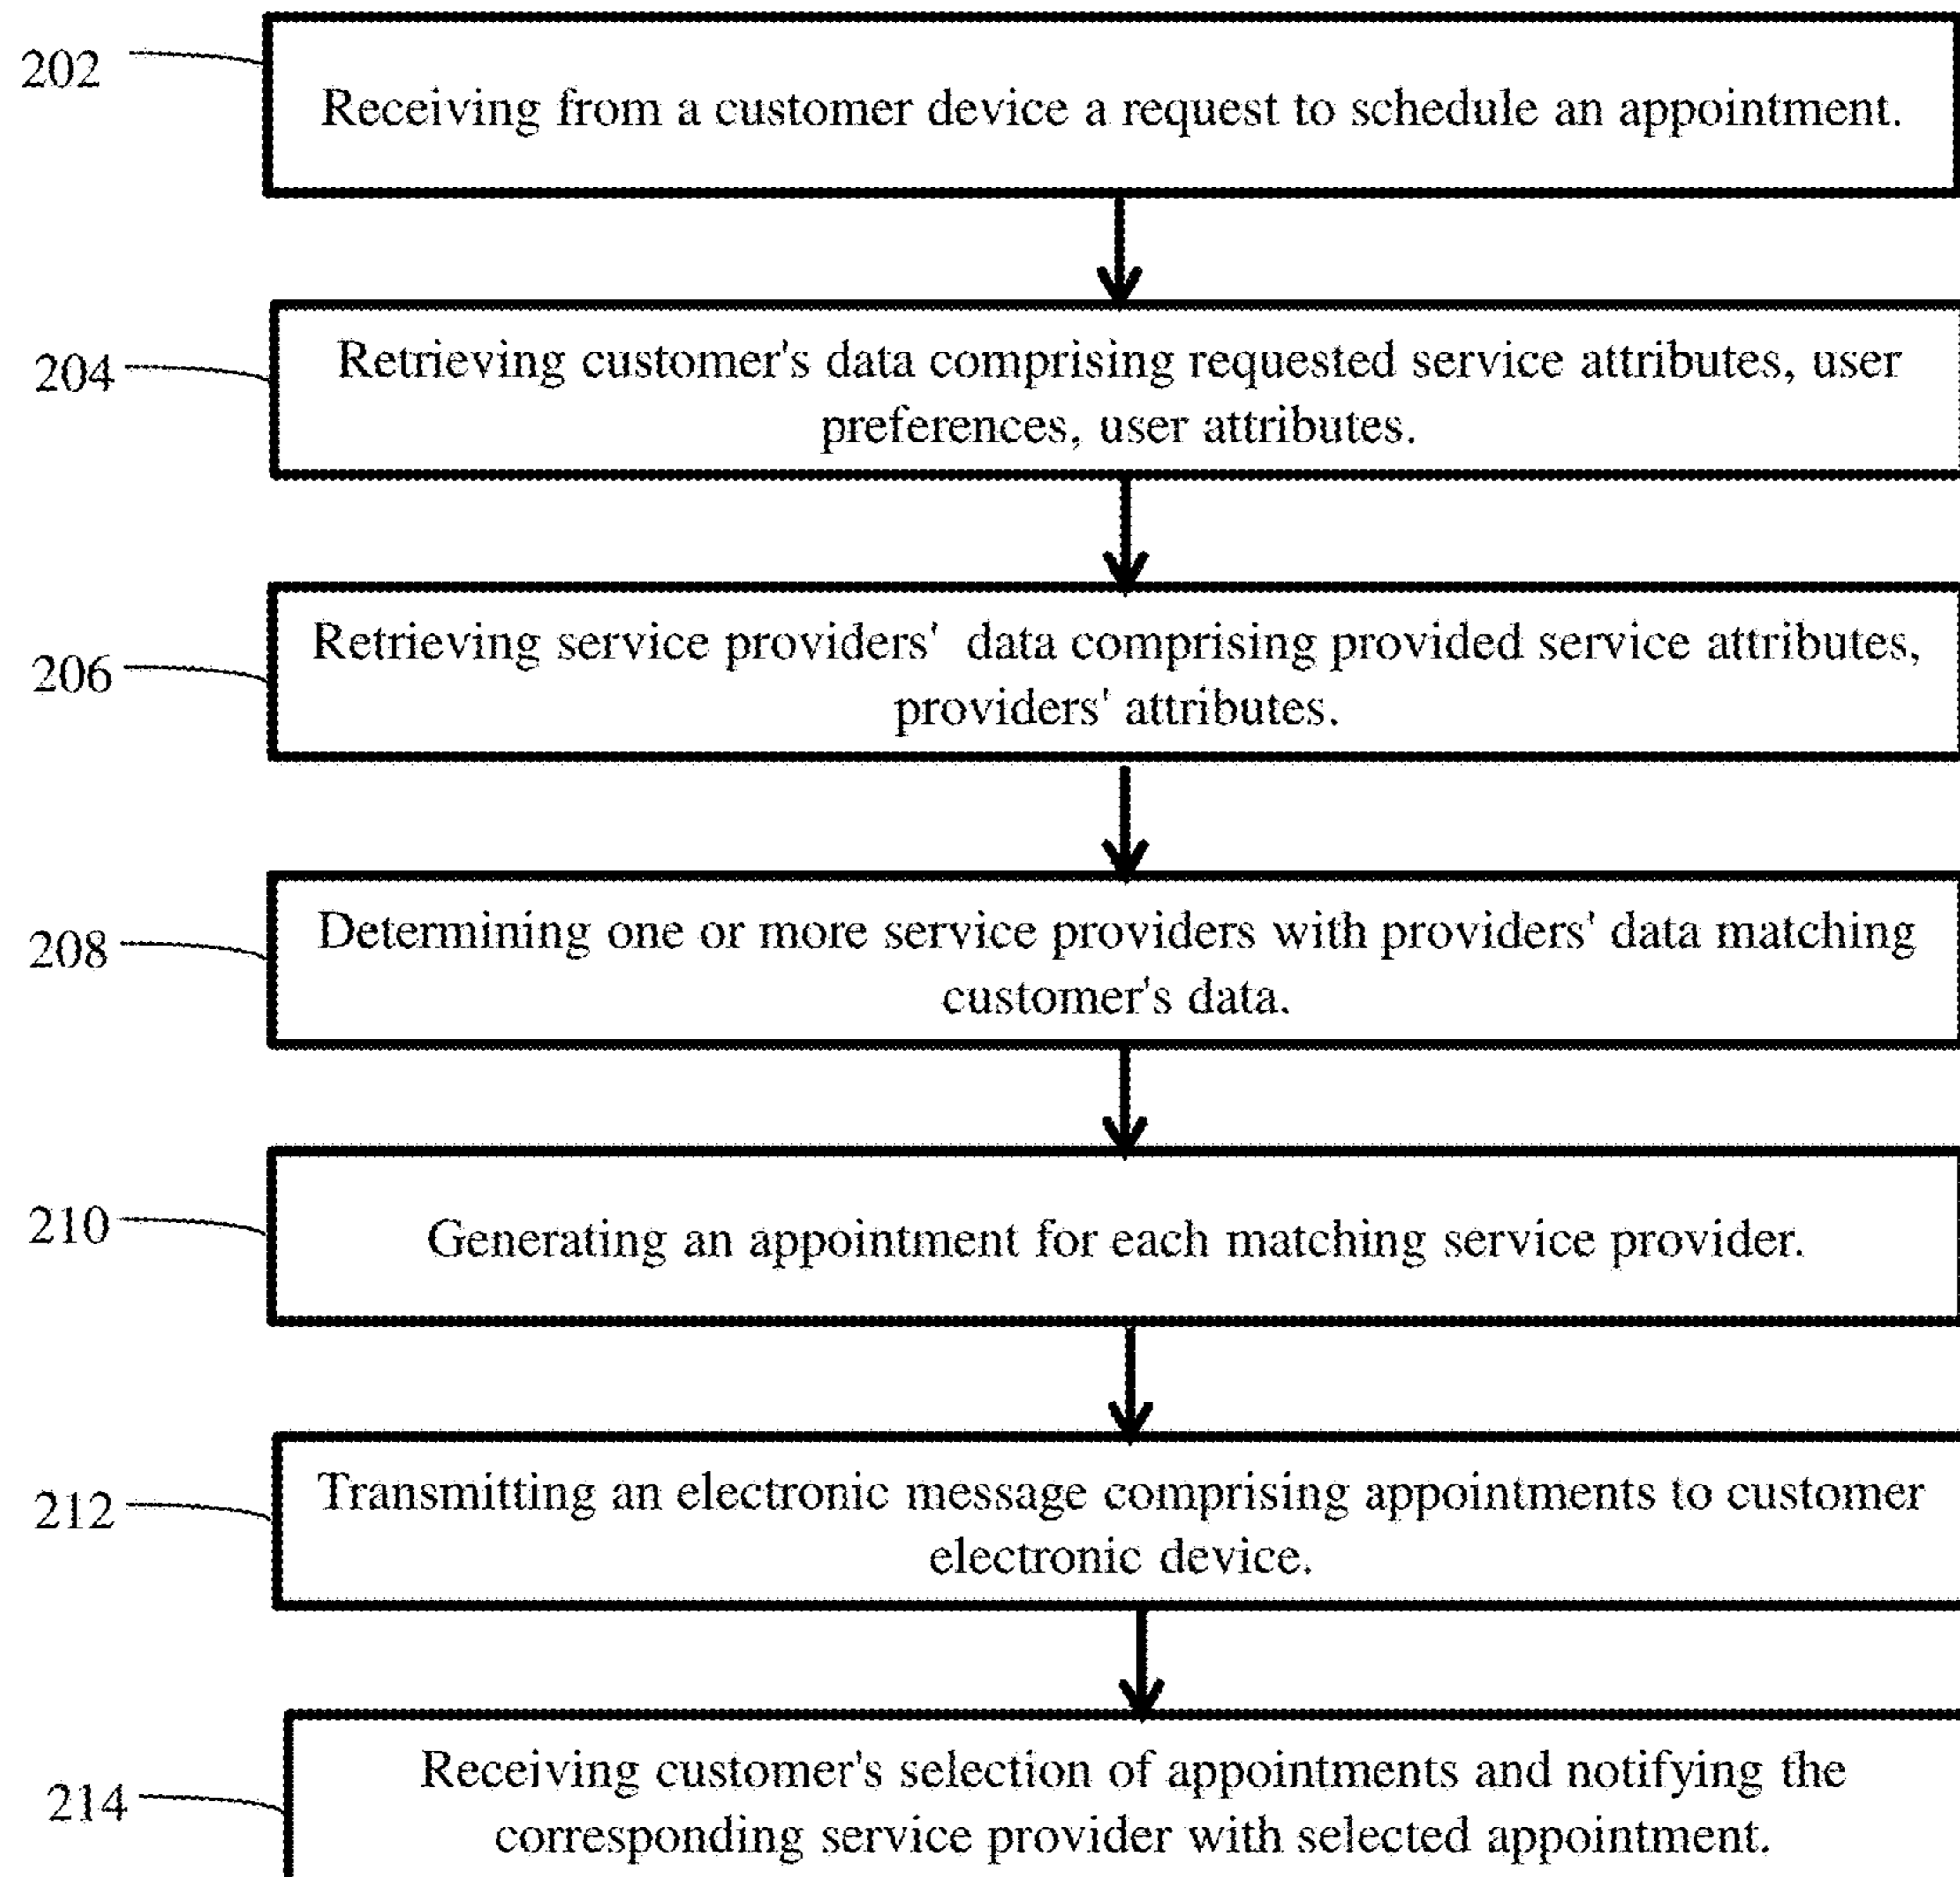 202
Receiving from a customer device a request to schedule an appointment.
204
Retrieving customer's data comprising requested service attributes, user
preferences, user attributes.
206
Retrieving service providers' data comprising provided service attributes,
providers' attributes.
208
Determining one or more service providers with providers' data matching
customer's data.
210
Generating an appointment for each matching service provider.
212
Transmitting an electronic message comprising appointments to customer
electronic device.
214
Receiving customer's selection of appointments and notifying the
corresponding service provider with selected appointment.